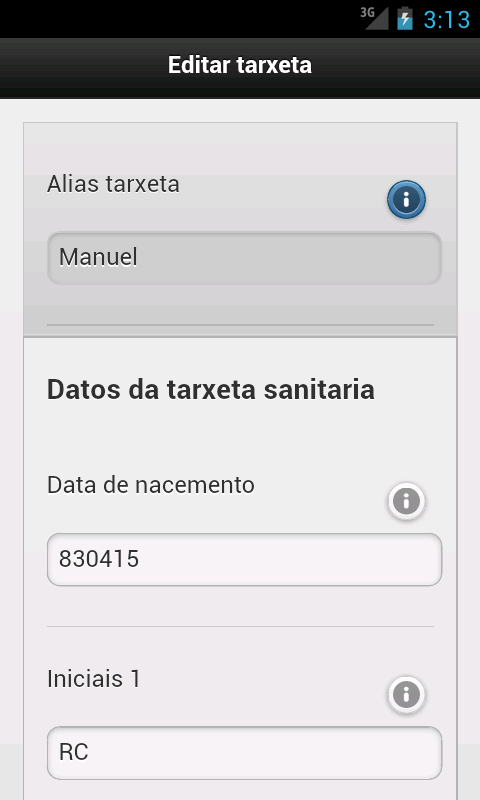 3G 3:13
Editar tarxeta
Alias tarxeta
Manuel
Datos da tarxeta sanitaria
Data de nacemento
830415
Iniciais 1
RC